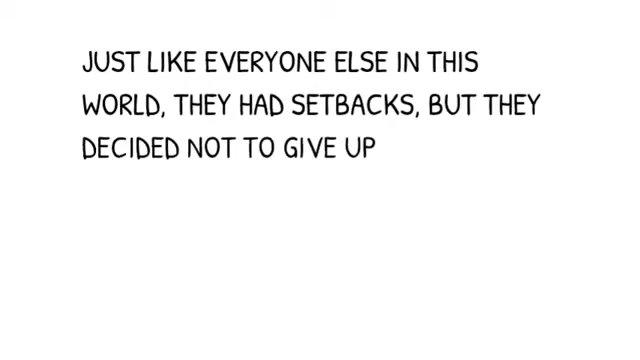 JUST LIKE EVERYONE ELSE IN THIS
WORLD, THEY HAD SETBACKS, BUT THEY
DECIDED NOT TO GIVE UP